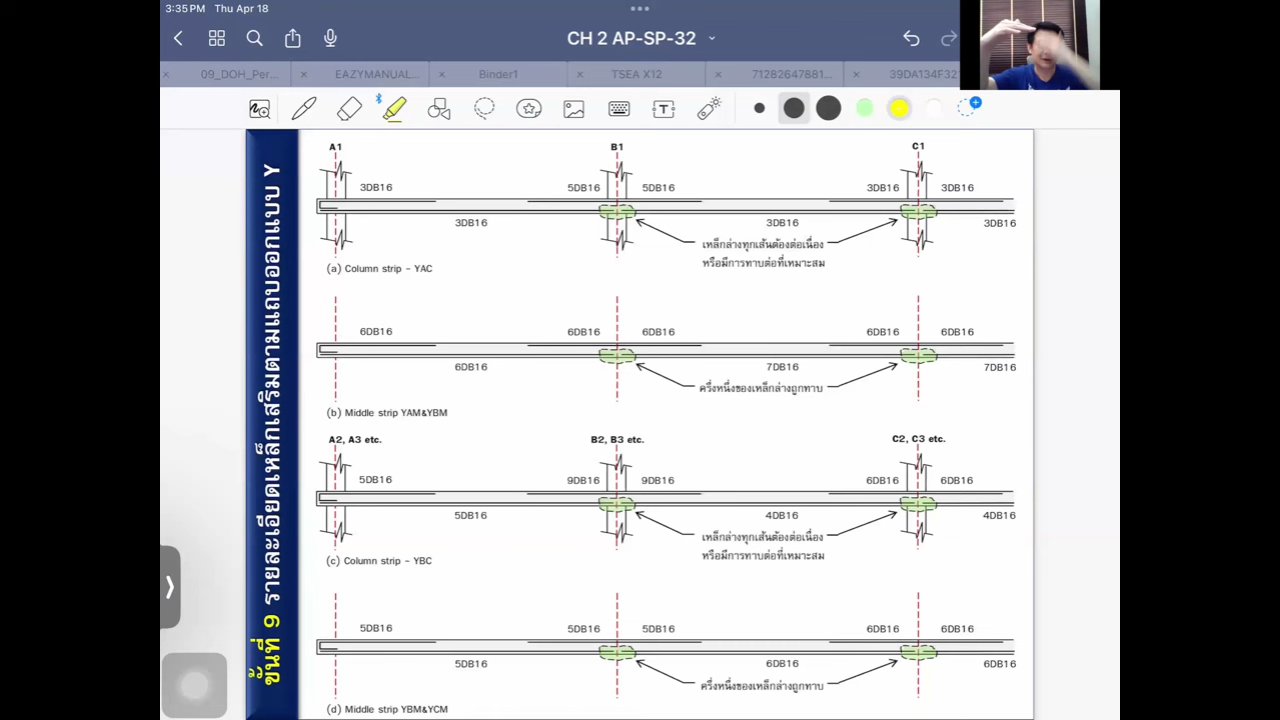 3:35 PM Thu Apr 18
CH 2 AP-SP-32
09_DOH_Per...
EAZYMANUAL...
Binder1
TSEA X12
71282647881...
39DA134F321
ขั้นที่ 9 รายละเอียดเหล็กเสริมตามแถบออกแบบ Y
A1 B1 C1
3DB16 5DB16 5DB16 3DB16 3DB16
3DB16 3DB16 3DB16
เหล็กล่างทุกเส้นต้องต่อเนื่อง
หรือมีการทาบต่อที่เหมาะสม
(a) Column strip - YAC
6DB16 6DB16 6DB16 6DB16 6DB16
6DB16 7DB16 7DB16
ครึ่งหนึ่งของเหล็กล่างถูกทาบ
(b) Middle strip YAM&YBM
A2, A3 etc. B2, B3 etc. C2, C3 etc.
5DB16 9DB16 9DB16 6DB16 6DB16
5DB16 4DB16 4DB16
เหล็กล่างทุกเส้นต้องต่อเนื่อง
หรือมีการทาบต่อที่เหมาะสม
(c) Column strip - YBC
5DB16 5DB16 5DB16 6DB16 6DB16
5DB16 6DB16 6DB16
ครึ่งหนึ่งของเหล็กล่างถูกทาบ
(d) Middle strip YBM&YCM